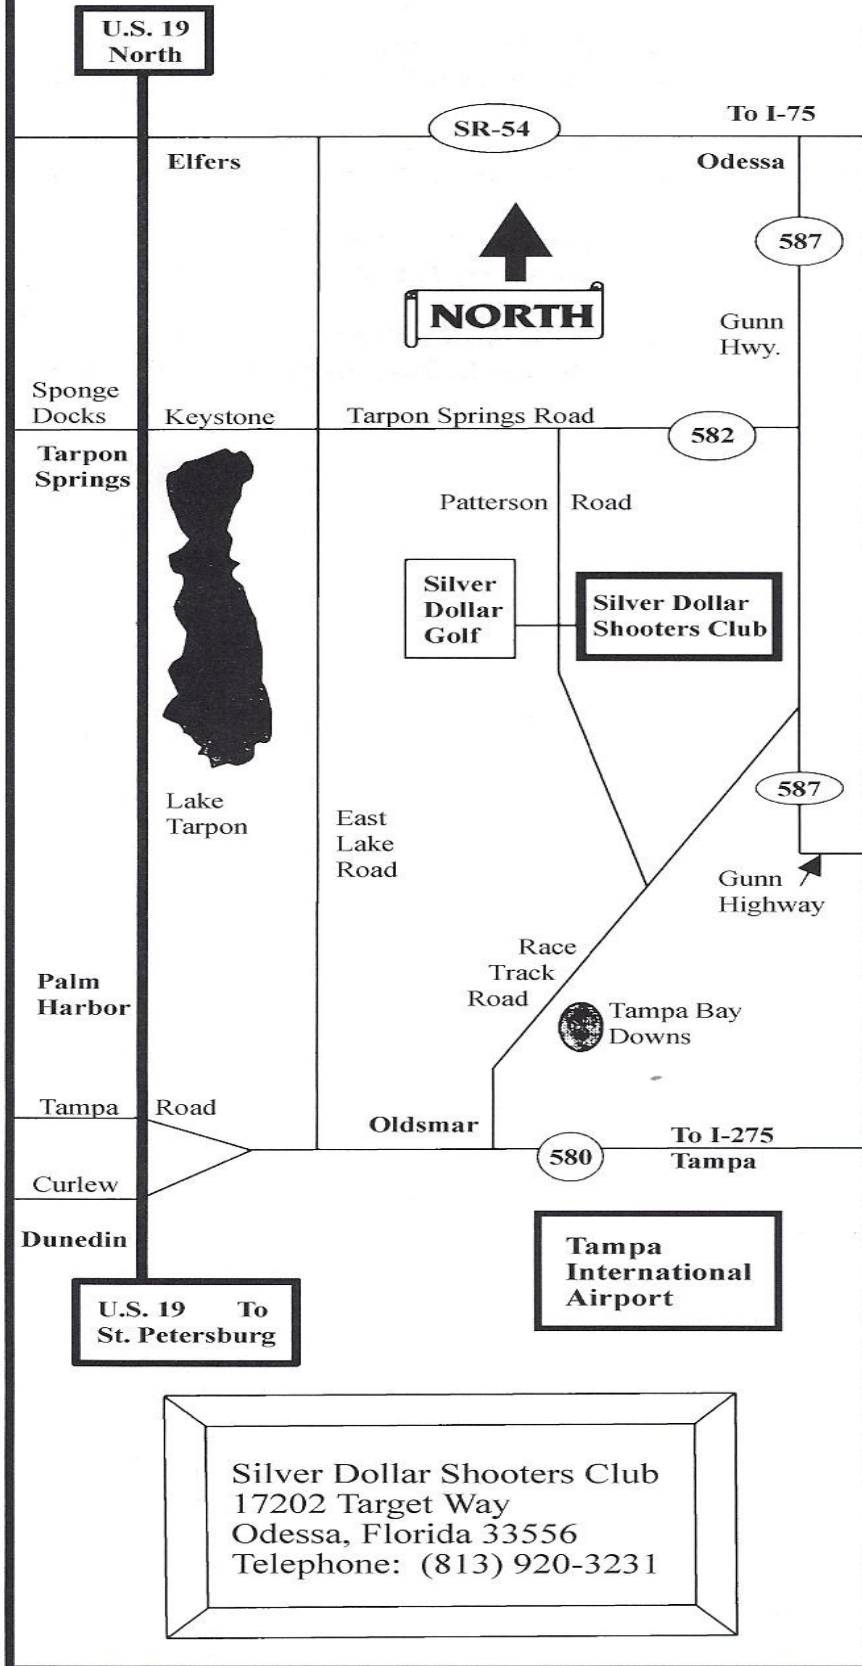 U.S. 19
North
To I-75
SR-54
Elfers
Odessa
587
NORTH
Gunn
Hwy.
Sponge
Docks
Keystone
Tarpon Springs Road
582
Tarpon
Springs
Patterson Road
Silver
Dollar
Golf
Silver Dollar
Shooters Club
587
Lake
Tarpon
East
Lake
Road
Gunn
Highway
Race
Track
Road
Palm
Harbor
Tampa Bay
Downs
Tampa Road
Oldsmar
To I-275
Tampa
580
Curlew
Dunedin
Tampa
International
Airport
U.S. 19 To
St. Petersburg
Silver Dollar Shooters Club
17202 Target Way
Odessa, Florida 33556
Telephone: (813) 920-3231